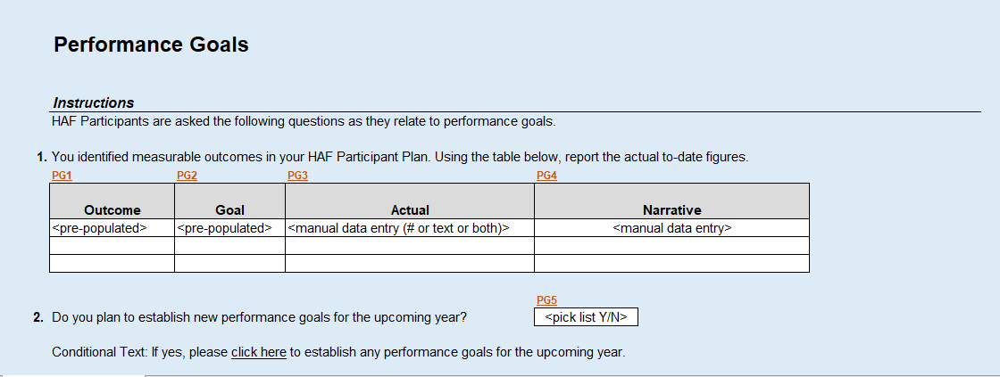 Performance Goals
Instructions
HAF Participants are asked the following questions as they relate to performance goals.
1. You identified measurable outcomes in your HAF Participant Plan. Using the table below, report the actual to-date figures.
PG1 PG2 PG3 PG4
Outcome Goal Actual Narrative
<pre-populated> <pre-populated> <manual data entry (# or text or both)> <manual data entry>
PG5
2. Do you plan to establish new performance goals for the upcoming year? <pick list Y/N>
Conditional Text: If yes, please click here to establish any performance goals for the upcoming year.